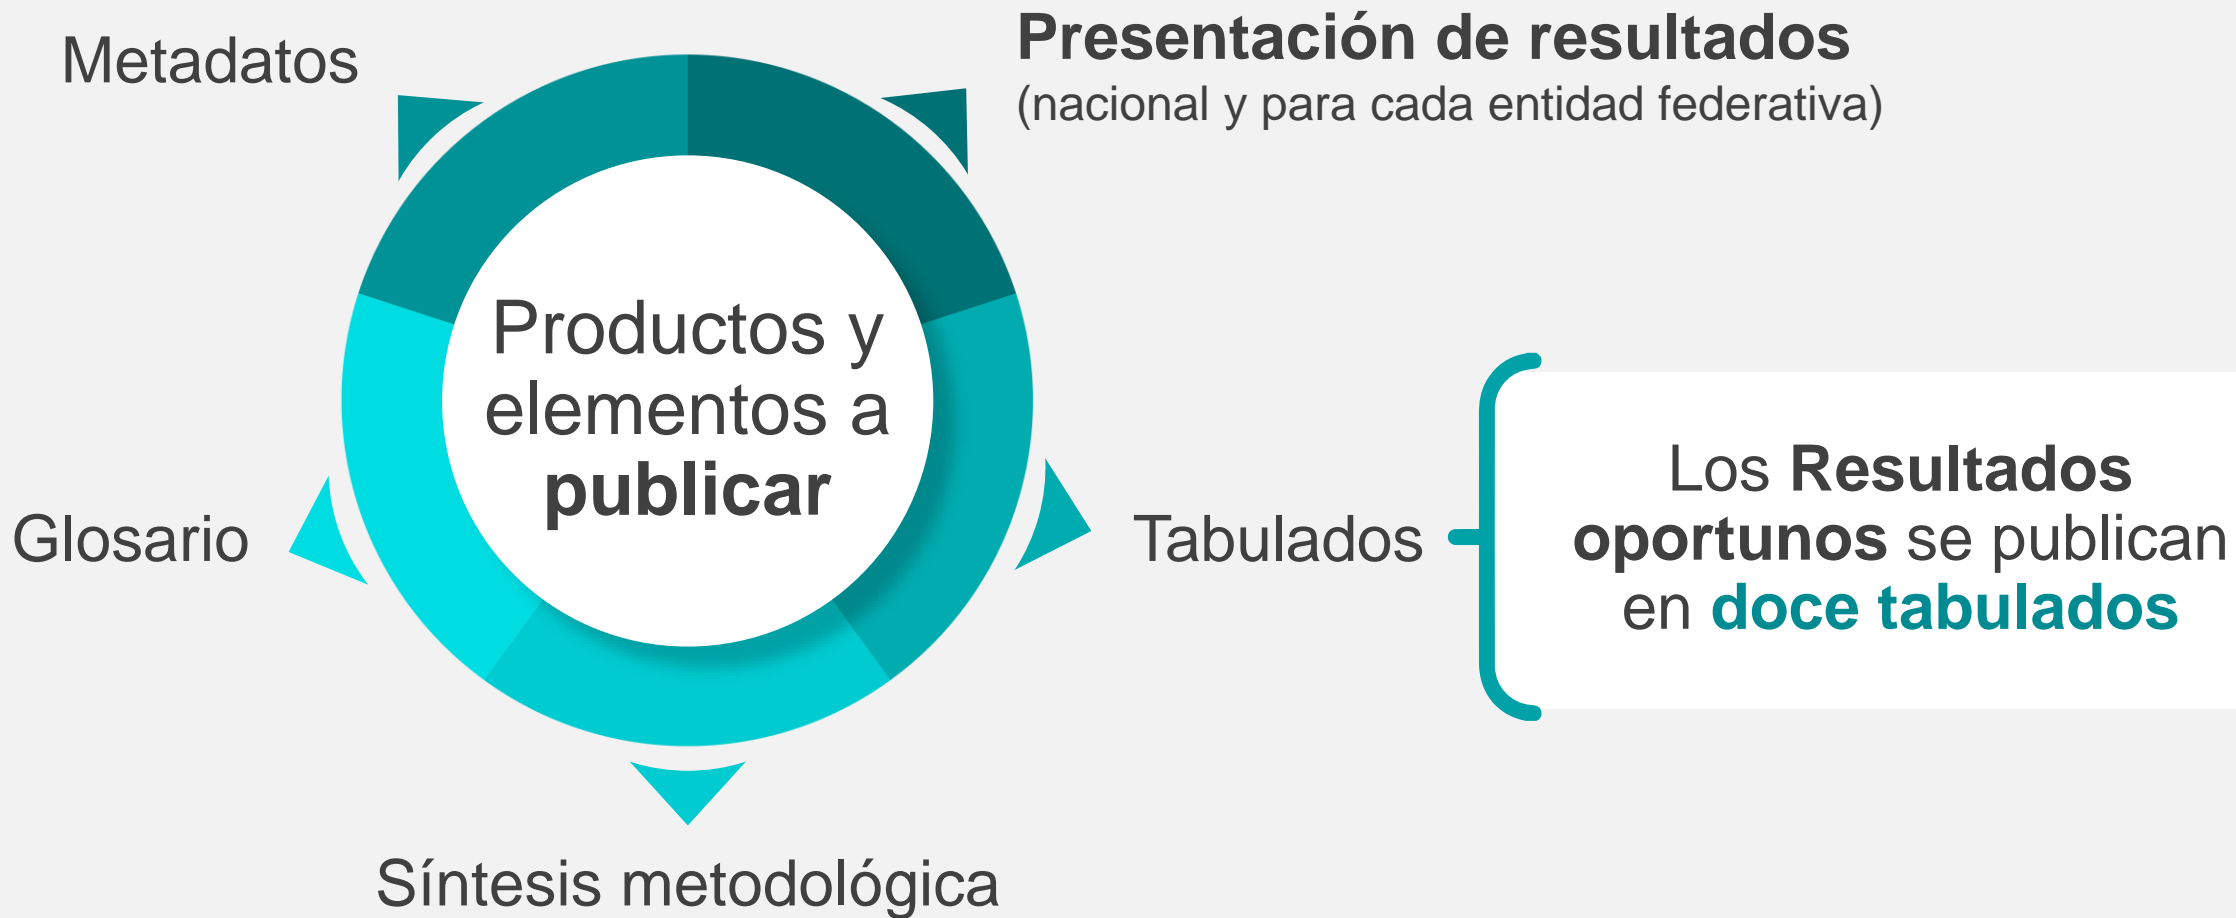 Metadatos
Presentación de resultados
(nacional y para cada entidad federativa)
Productos y
elementos a
publicar
Glosario
Tabulados
Los Resultados
oportunos se publican
en doce tabulados
Síntesis metodológica